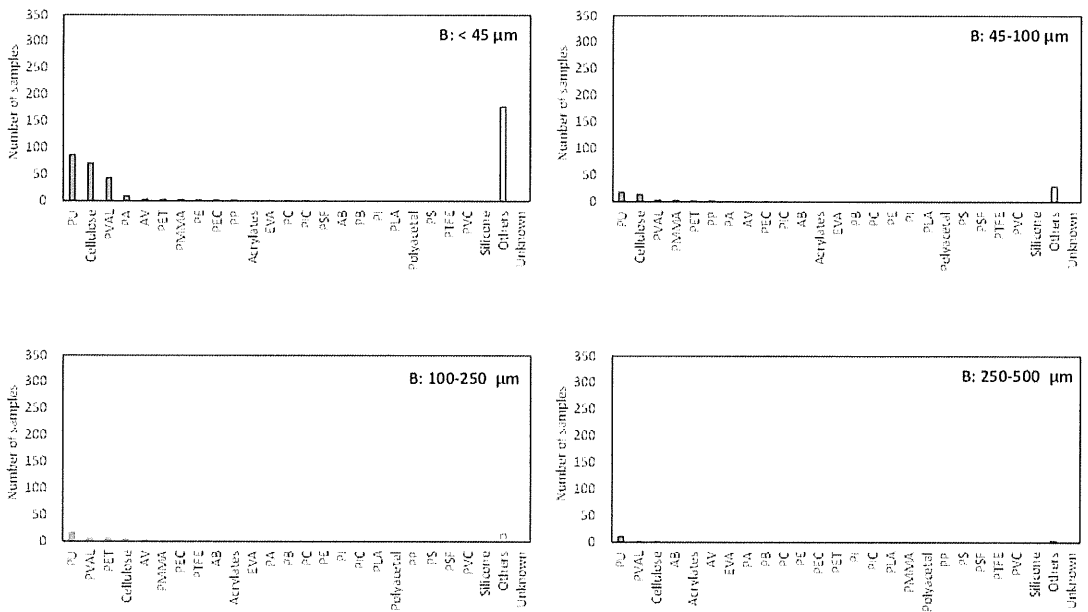 B: < 45 µm
Number of samples
350
300
250
200
150
100
50
0
PU
Cellulose
PVAL
PA
AV
PET
PMMA
PE
PEC
PP
Acrylates
EVA
PC
PIC
PSF
AB
PB
PI
PLA
Polyacetal
PS
PTFE
PVC
Silicone
Others
Unknown
B: 45-100 µm
Number of samples
350
300
250
200
150
100
50
0
PU
Cellulose
PVAL
PMMA
PET
PP
PA
AV
PEC
PIC
AB
Acrylates
EVA
PB
PC
PE
PI
PLA
Polyacetal
PS
PSF
PTFE
PVC
Silicone
Others
Unknown
B: 100-250 µm
Number of samples
350
300
250
200
150
100
50
0
PU
PVAL
PET
Cellulose
AV
PMMA
PEC
PTFE
AB
Acrylates
EVA
PA
PB
PC
PE
PI
PIC
PLA
Polyacetal
PP
PS
PSF
PVC
Silicone
Others
Unknown
B: 250-500 µm
Number of samples
350
300
250
200
150
100
50
0
PU
PVAL
Cellulose
AB
Acrylates
AV
EVA
PA
PB
PC
PE
PEC
PET
PI
PIC
PLA
PMMA
Polyacetal
PP
PS
PSF
PTFE
PVC
Silicone
Others
Unknown